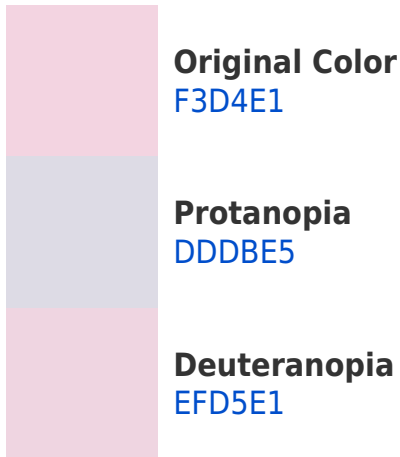 Original Color
F3D4E1
Protanopia
DDDBE5
Deuteranopia
EFD5E1